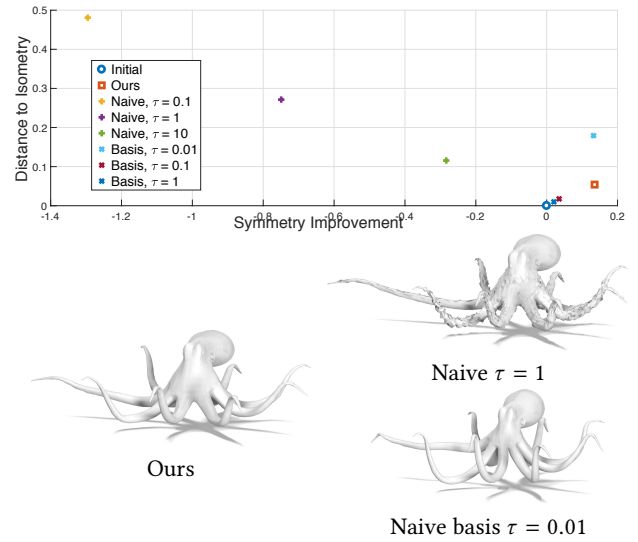 0.5
0.4
0.3
0.2
0.1
0
Distance to Isometry
Initial
Ours
Naive, τ = 0.1
Naive, τ = 1
Naive, τ = 10
Basis, τ = 0.01
Basis, τ = 0.1
Basis, τ = 1
-1.4 -1.2 -1 -0.8 -0.6 -0.4 -0.2 0 0.2
Symmetry Improvement
Naive τ = 1
Ours
Naive basis τ = 0.01